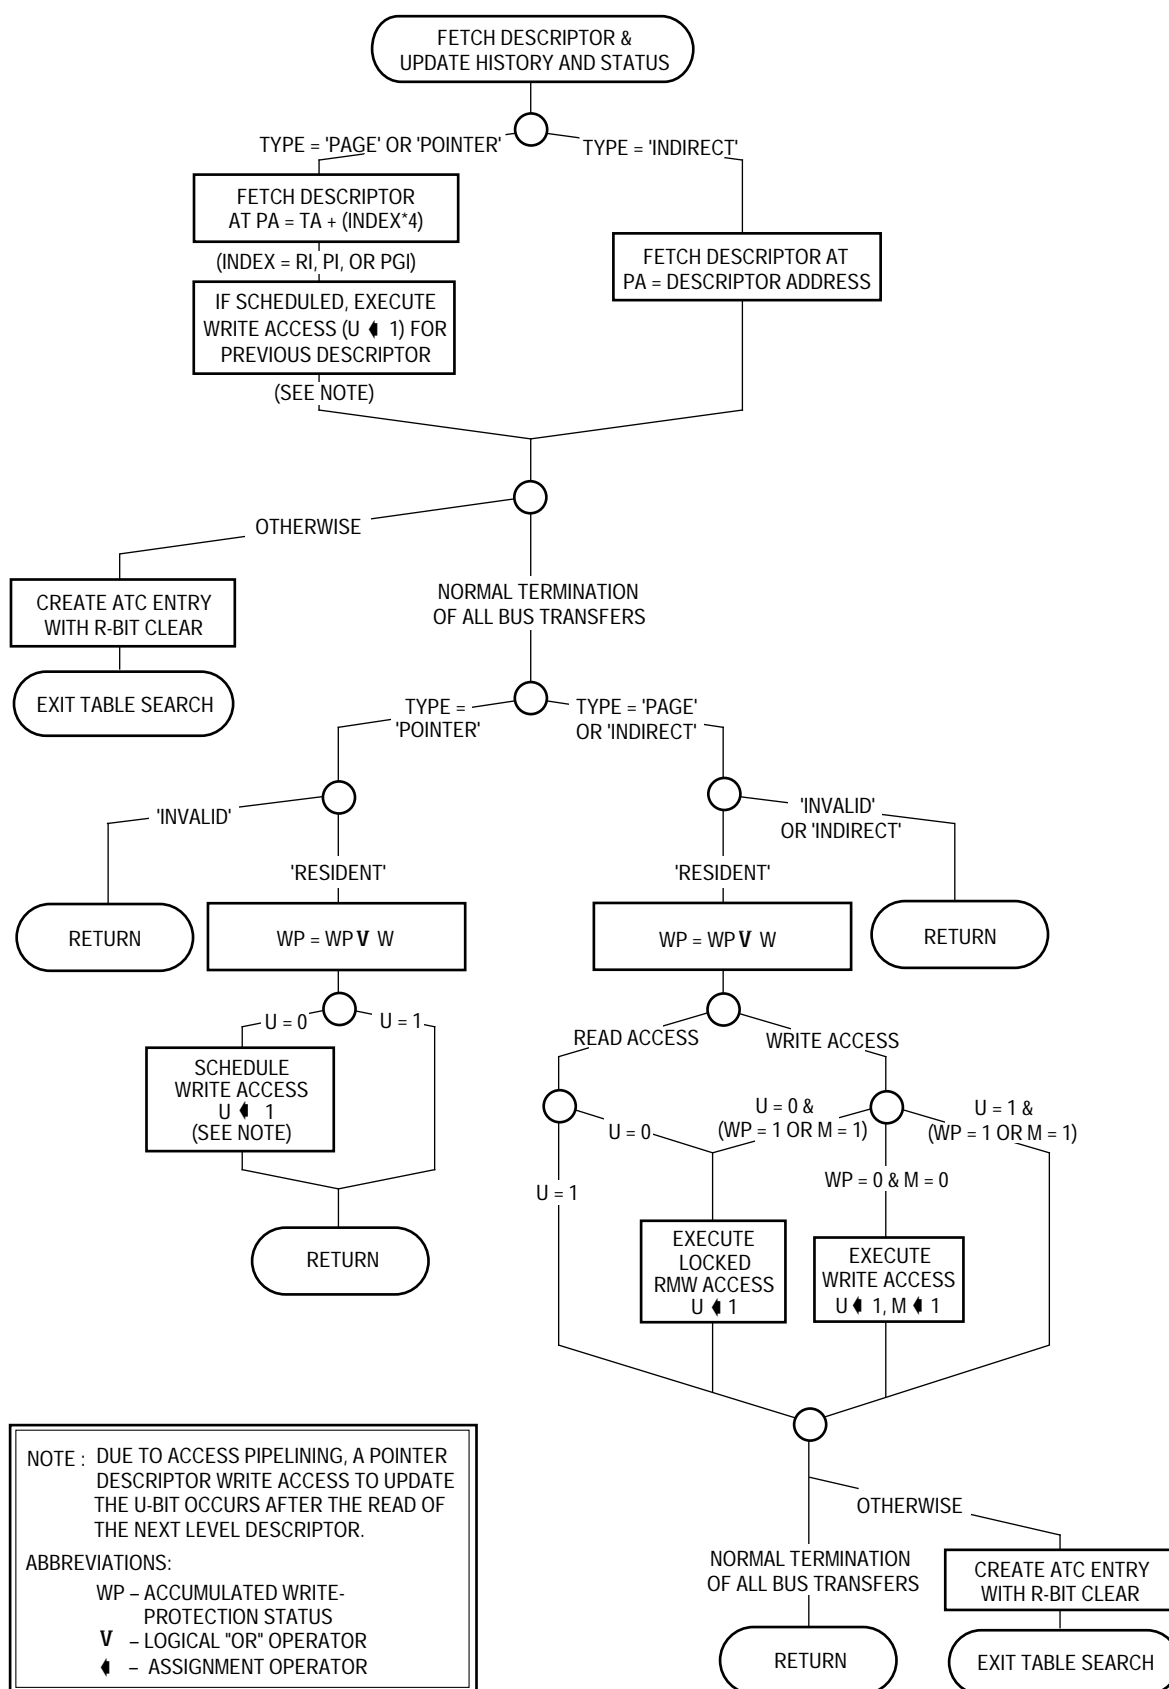 FETCH DESCRIPTOR &
UPDATE HISTORY AND STATUS
TYPE = 'PAGE' OR 'POINTER'
TYPE = 'INDIRECT'
FETCH DESCRIPTOR
AT PA = TA + (INDEX*4)
(INDEX = RI, PI, OR PGI)
IF SCHEDULED, EXECUTE
WRITE ACCESS (U ⬅ 1) FOR
PREVIOUS DESCRIPTOR
(SEE NOTE)
FETCH DESCRIPTOR AT
PA = DESCRIPTOR ADDRESS
OTHERWISE
CREATE ATC ENTRY
WITH R-BIT CLEAR
EXIT TABLE SEARCH
NORMAL TERMINATION
OF ALL BUS TRANSFERS
TYPE =
'POINTER'
TYPE = 'PAGE'
OR 'INDIRECT'
'INVALID'
RETURN
'RESIDENT'
WP = WP V W
U = 0
U = 1
SCHEDULE
WRITE ACCESS
U ⬅ 1
(SEE NOTE)
RETURN
'INVALID'
OR 'INDIRECT'
RETURN
'RESIDENT'
WP = WP V W
READ ACCESS
WRITE ACCESS
U = 0
U = 1
U = 0 &
(WP = 1 OR M = 1)
U = 1 &
(WP = 1 OR M = 1)
WP = 0 & M = 0
EXECUTE
LOCKED
RMW ACCESS
U ⬅ 1
EXECUTE
WRITE ACCESS
U ⬅ 1, M ⬅ 1
OTHERWISE
NORMAL TERMINATION
OF ALL BUS TRANSFERS
RETURN
CREATE ATC ENTRY
WITH R-BIT CLEAR
EXIT TABLE SEARCH
NOTE : DUE TO ACCESS PIPELINING, A POINTER
DESCRIPTOR WRITE ACCESS TO UPDATE
THE U-BIT OCCURS AFTER THE READ OF
THE NEXT LEVEL DESCRIPTOR.
ABBREVIATIONS:
WP – ACCUMULATED WRITE-
PROTECTION STATUS
V – LOGICAL "OR" OPERATOR
⬅ – ASSIGNMENT OPERATOR